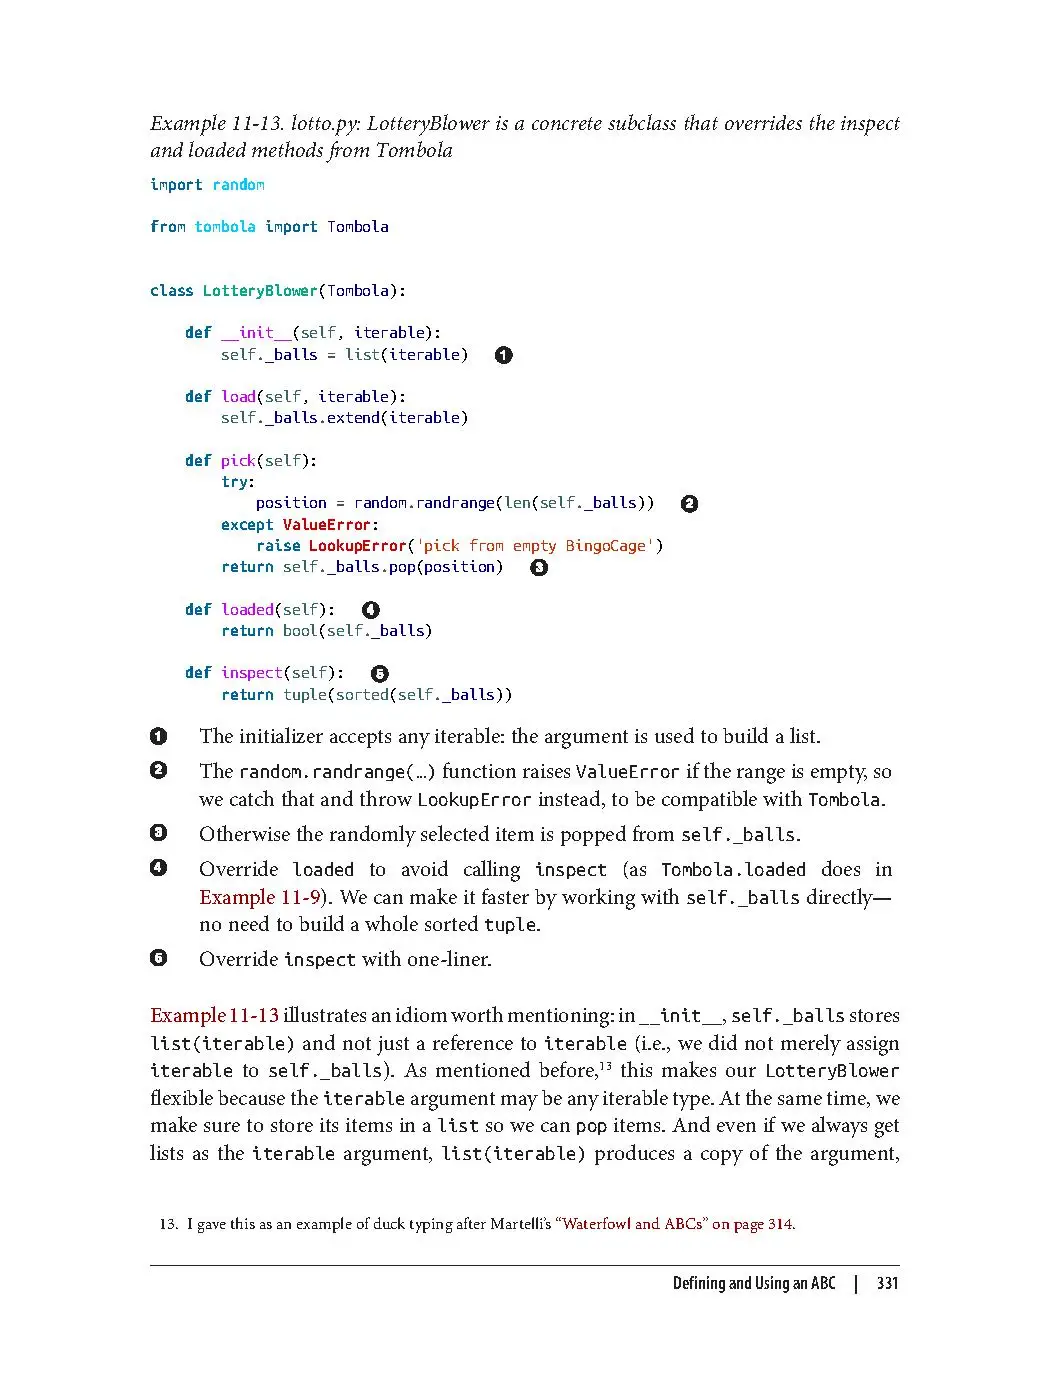 Example 11-13. lotto.py: LotteryBlower is a concrete subclass that overrides the inspect
and loaded methods from Tombola
import random
from tombola import Tombola
class LotteryBlower(Tombola):
    def __init__(self, iterable):
        self._balls = list(iterable) ❶
    def load(self, iterable):
        self._balls.extend(iterable)
    def pick(self):
        try:
            position = random.randrange(len(self._balls)) ❷
        except ValueError:
            raise LookupError('pick from empty BingoCage')
        return self._balls.pop(position) ❸
    def loaded(self): ❹
        return bool(self._balls)
    def inspect(self): ❺
        return tuple(sorted(self._balls))
❶ The initializer accepts any iterable: the argument is used to build a list.
❷ The random.randrange(…) function raises ValueError if the range is empty, so
we catch that and throw LookupError instead, to be compatible with Tombola.
❸ Otherwise the randomly selected item is popped from self._balls.
❹ Override loaded to avoid calling inspect (as Tombola.loaded does in
Example 11-9). We can make it faster by working with self._balls directly—
no need to build a whole sorted tuple.
❺ Override inspect with one-liner.
Example 11-13 illustrates an idiom worth mentioning: in __init__, self._balls stores
list(iterable) and not just a reference to iterable (i.e., we did not merely assign
iterable to self._balls). As mentioned before,13 this makes our LotteryBlower
flexible because the iterable argument may be any iterable type. At the same time, we
make sure to store its items in a list so we can pop items. And even if we always get
lists as the iterable argument, list(iterable) produces a copy of the argument,
13. I gave this as an example of duck typing after Martelli's “Waterfowl and ABCs” on page 314.
Defining and Using an ABC | 331